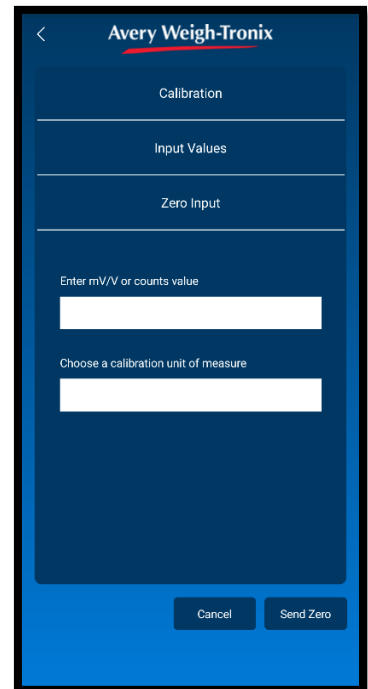 Avery Weigh-Tronix
Calibration
Input Values
Zero Input
Enter mV/V or counts value
Choose a calibration unit of measure
Cancel Send Zero